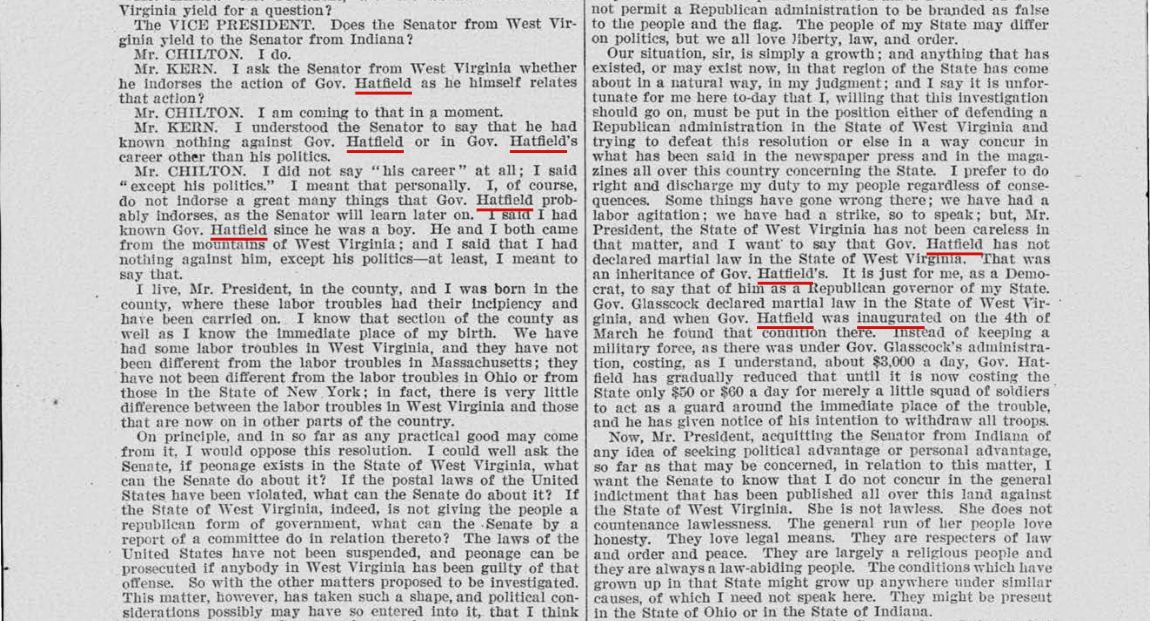 Virginia yield for a question?
The VICE PRESIDENT. Does the Senator from West Vir-
ginia yield to the Senator from Indiana?
Mr. CHILTON. I do.
Mr. KERN. I ask the Senator from West Virginia whether
he indorses the action of Gov. Hatfield as he himself relates
that action?
Mr. CHILTON. I am coming to that in a moment.
Mr. KERN. I understood the Senator to say that he had
known nothing against Gov. Hatfield or in Gov. Hatfield's
career other than his politics.
Mr. CHILTON. I did not say "his career" at all; I said
"except his politics." I meant that personally. I, of course,
do not indorse a great many things that Gov. Hatfield prob-
ably indorses, as the Senator will learn later on. I said I had
known Gov. Hatfield since he was a boy. He and I both came
from the mountains of West Virginia; and I said that I had
nothing against him, except his politics—at least, I meant to
say that.
I live, Mr. President, in the county, and I was born in the
county, where these labor troubles had their incipiency and
have been carried on. I know that section of the county as
well as I know the immediate place of my birth. We have
had some labor troubles in West Virginia, and they have not
been different from the labor troubles in Massachusetts; they
have not been different from the labor troubles in Ohio or from
those in the State of New York; in fact, there is very little
difference between the labor troubles in West Virginia and those
that are now on in other parts of the country.
On principle, and in so far as any practical good may come
from it, I would oppose this resolution. I could well ask the
Senate, if peonage exists in the State of West Virginia, what
can the Senate do about it? If the postal laws of the United
States have been violated, what can the Senate do about it? If
the State of West Virginia, indeed, is not giving the people a
republican form of government, what can the Senate by a
report of a committee do in relation thereto? The laws of the
United States have not been suspended, and peonage can be
prosecuted if anybody in West Virginia has been guilty of that
offense. So with the other matters proposed to be investigated.
This matter, however, has taken such a shape, and political con-
siderations possibly may have so entered into it, that I think
not permit a Republican administration to be branded as false
to the people and the flag. The people of my State may differ
on politics, but we all love liberty, law, and order.
Our situation, sir, is simply a growth; and anything that has
existed, or may exist now, in that region of the State has come
about in a natural way, in my judgment; and I say it is unfor-
tunate for me here to-day that I, willing that this investigation
should go on, must be put in the position either of defending a
Republican administration in the State of West Virginia and
trying to defeat this resolution or else in a way concur in
what has been said in the newspaper press and in the maga-
zines all over this country concerning the State. I prefer to do
right and discharge my duty to my people regardless of conse-
quences. Some things have gone wrong there; we have had a
labor agitation; we have had a strike, so to speak; but, Mr.
President, the State of West Virginia has not been careless in
that matter, and I want to say that Gov. Hatfield has not
declared martial law in the State of West Virginia. That was
an inheritance of Gov. Hatfield's. It is just for me, as a Demo-
crat, to say that of him as a Republican governor of my State.
Gov. Glasscock declared martial law in the State of West Vir-
ginia, and when Gov. Hatfield was inaugurated on the 4th of
March he found that condition there. Instead of keeping a
military force, as there was under Gov. Glasscock's administra-
tion, costing, as I understand, about $3,000 a day, Gov. Hat-
field has gradually reduced that until it is now costing the
State only $50 or $60 a day for merely a little squad of soldiers
to act as a guard around the immediate place of the trouble,
and he has given notice of his intention to withdraw all troops.
Now, Mr. President, acquitting the Senator from Indiana of
any idea of seeking political advantage or personal advantage,
so far as that may be concerned, in relation to this matter, I
want the Senate to know that I do not concur in the general
indictment that has been published all over this land against
the State of West Virginia. She is not lawless. She does not
countenance lawlessness. The general run of her people love
honesty. They love legal means. They are respecters of law
and order and peace. They are largely a religious people and
they are always a law-abiding people. The conditions which have
grown up in that State might grow up anywhere under similar
causes, of which I need not speak here. They might be present
in the State of Ohio or in the State of Indiana.